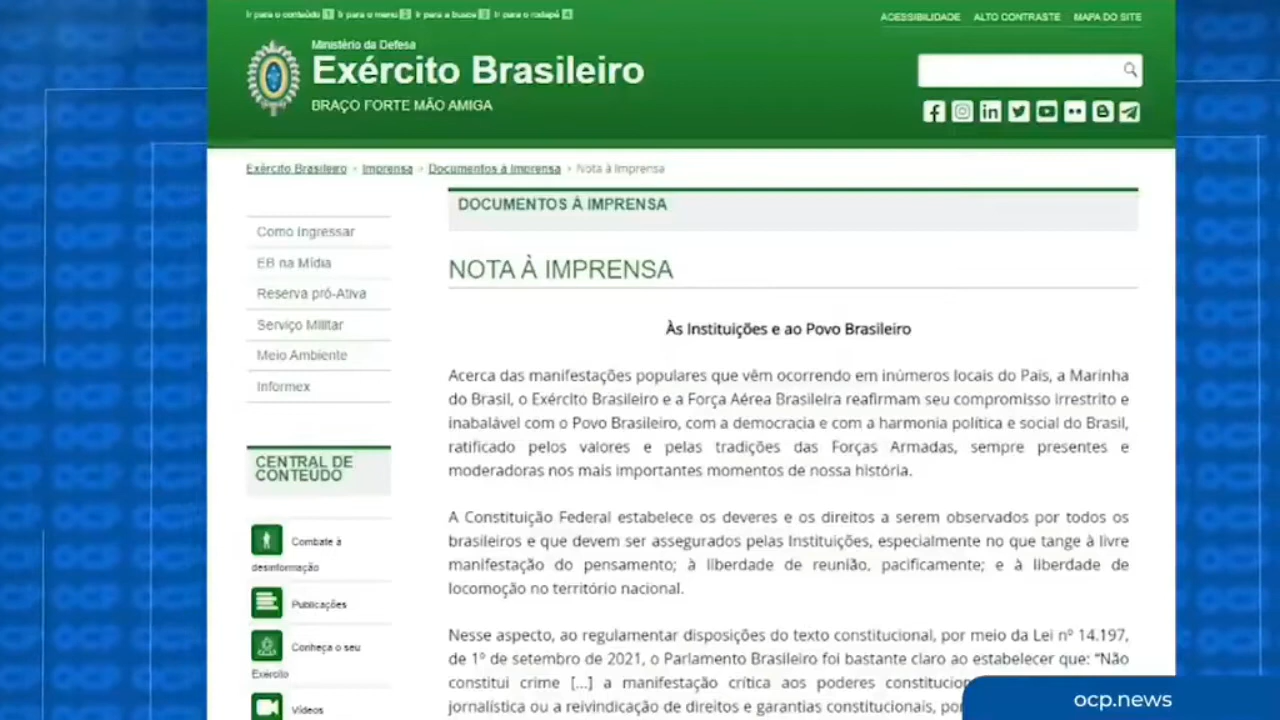 Ir para o conteúdo 1 Ir para o menu 2 Ir para a busca 3 Ir para o rodapé 4
ACESSIBILIDADE ALTO CONTRASTE MAPA DO SITE
Ministério da Defesa
Exército Brasileiro
BRAÇO FORTE MÃO AMIGA
Exército Brasileiro > Imprensa > Documentos à Imprensa > Nota à Imprensa
Como Ingressar
EB na Mídia
Reserva pró-Ativa
Serviço Militar
Meio Ambiente
Informex
CENTRAL DE
CONTEÚDO
Combate à
desinformação
Publicações
Conheça o seu
Exército
Vídeos
DOCUMENTOS À IMPRENSA
NOTA À IMPRENSA
Às Instituições e ao Povo Brasileiro
Acerca das manifestações populares que vêm ocorrendo em inúmeros locais do País, a Marinha
do Brasil, o Exército Brasileiro e a Força Aérea Brasileira reafirmam seu compromisso irrestrito e
inabalável com o Povo Brasileiro, com a democracia e com a harmonia política e social do Brasil,
ratificado pelos valores e pelas tradições das Forças Armadas, sempre presentes e
moderadoras nos mais importantes momentos de nossa história.
A Constituição Federal estabelece os deveres e os direitos a serem observados por todos os
brasileiros e que devem ser assegurados pelas Instituições, especialmente no que tange à livre
manifestação do pensamento; à liberdade de reunião, pacificamente; e à liberdade de
locomoção no território nacional.
Nesse aspecto, ao regulamentar disposições do texto constitucional, por meio da Lei nº 14.197,
de 1º de setembro de 2021, o Parlamento Brasileiro foi bastante claro ao estabelecer que: “Não
constitui crime [...] a manifestação crítica aos poderes
jornalística ou a reivindicação de direitos e garantias constitucionais,
ocp.news